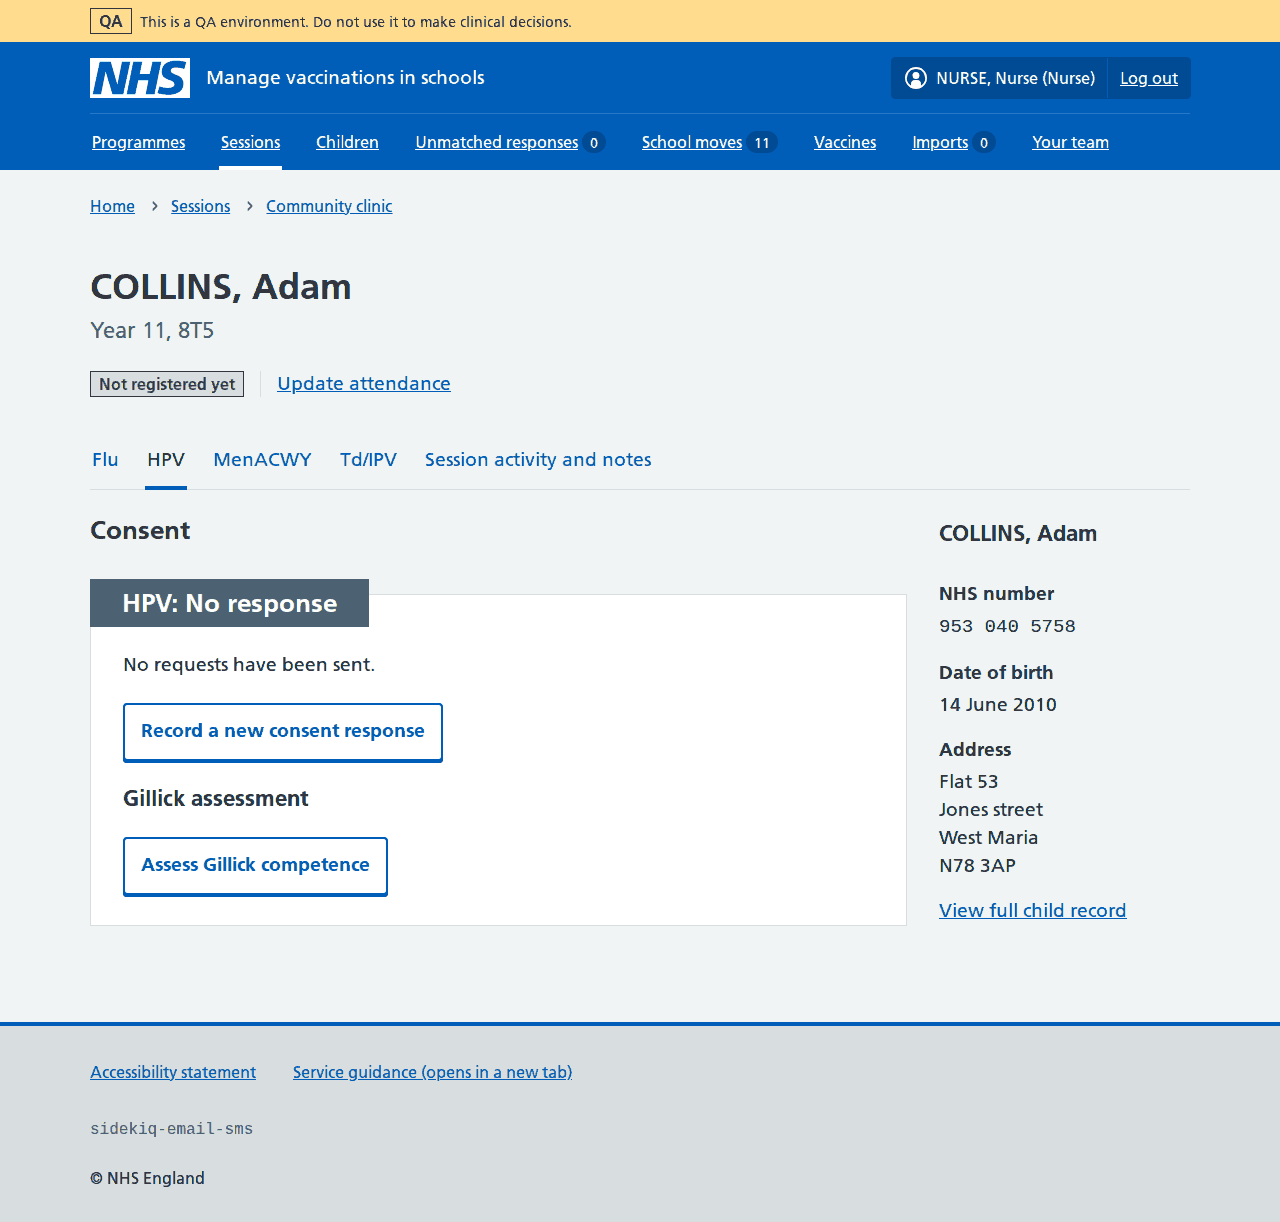 QA This is a QA environment. Do not use it to make clinical decisions.
NHS Manage vaccinations in schools NURSE, Nurse (Nurse) Log out
Programmes Sessions Children Unmatched responses 0 School moves 11 Vaccines Imports 0 Your team
Home Sessions Community clinic
COLLINS, Adam
Year 11, 8T5
Not registered yet Update attendance
Flu HPV MenACWY Td/IPV Session activity and notes
Consent
HPV: No response
No requests have been sent.
Record a new consent response
Gillick assessment
Assess Gillick competence
COLLINS, Adam
NHS number
953 040 5758
Date of birth
14 June 2010
Address
Flat 53
Jones street
West Maria
N78 3AP
View full child record
Accessibility statement Service guidance (opens in a new tab)
sidekiq-email-sms
© NHS England